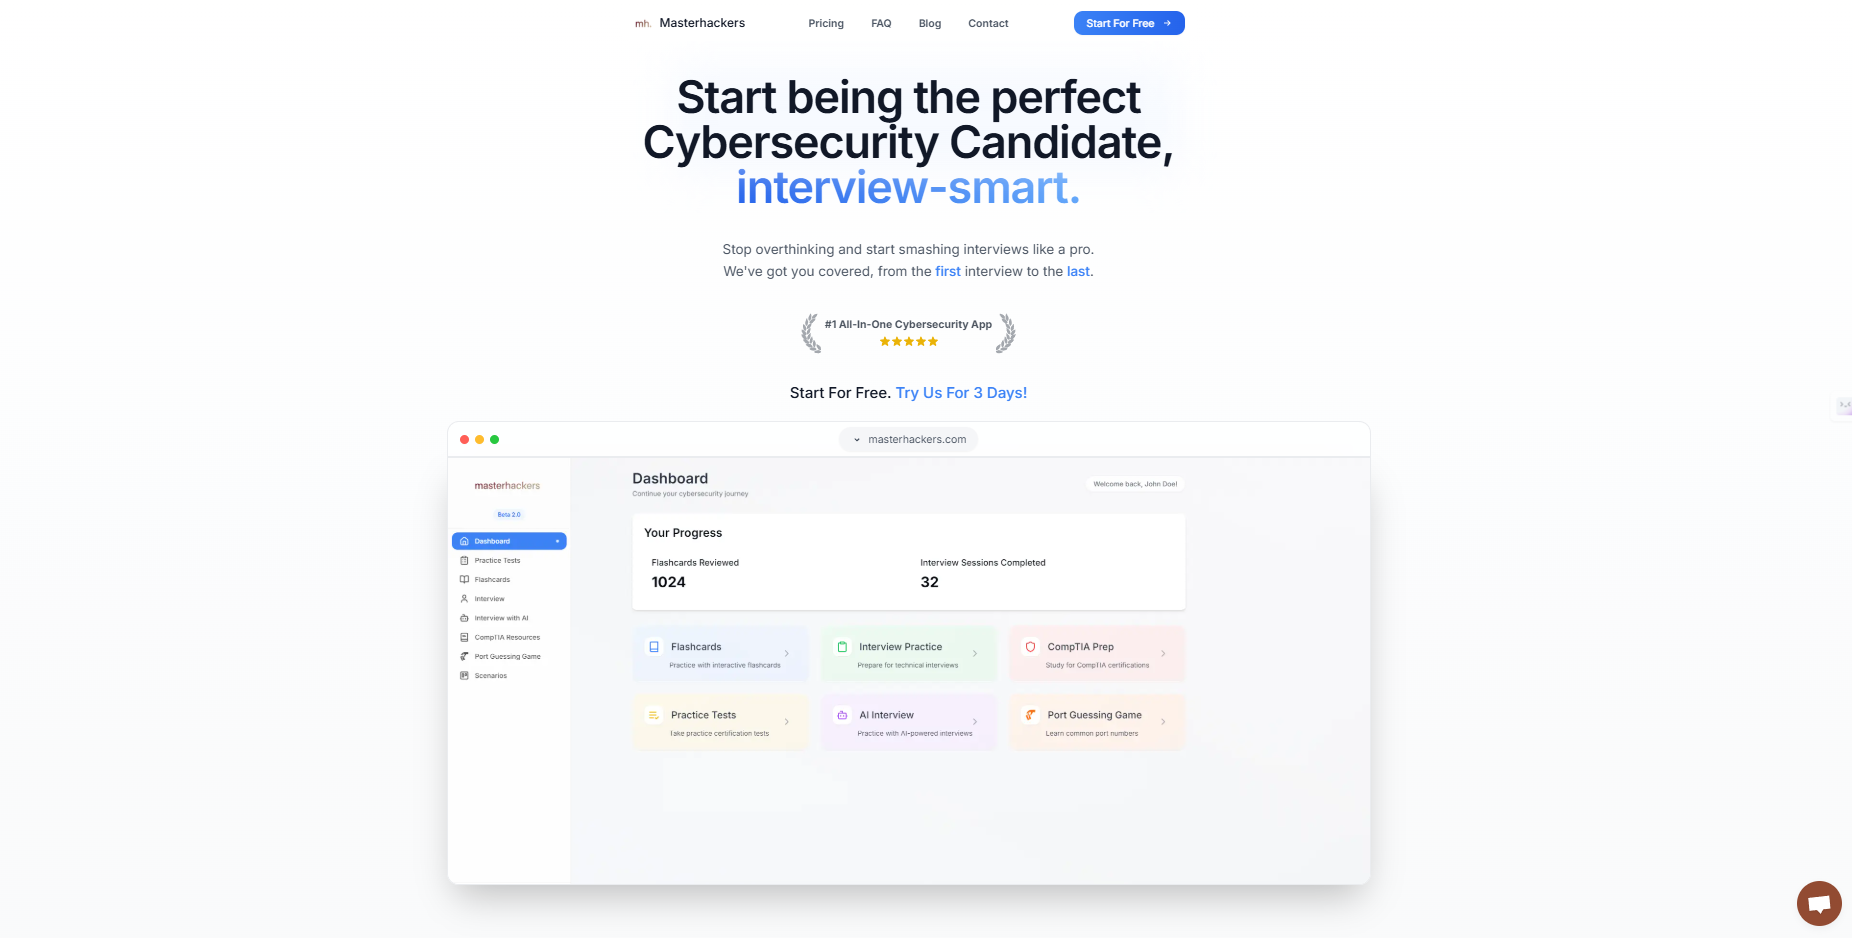 mh. Masterhackers
Pricing
FAQ
Blog
Contact
Start For Free →
Start being the perfect
Cybersecurity Candidate,
interview-smart.
Stop overthinking and start smashing interviews like a pro.
We've got you covered, from the first interview to the last.
#1 All-In-One Cybersecurity App
Start For Free. Try Us For 3 Days!
masterhackers.com
masterhackers
Beta 2.0
Dashboard
Practice Tests
Flashcards
Interview
Interview with AI
CompTIA Resources
Port Guessing Game
Scenarios
Dashboard
Continue your cybersecurity journey
Welcome back, John Doe!
Your Progress
Flashcards Reviewed
1024
Interview Sessions Completed
32
Flashcards
Practice with interactive flashcards
Interview Practice
Prepare for technical interviews
CompTIA Prep
Study for CompTIA certifications
Practice Tests
Take practice certification tests
AI Interview
Practice with AI-powered interviews
Port Guessing Game
Learn common port numbers